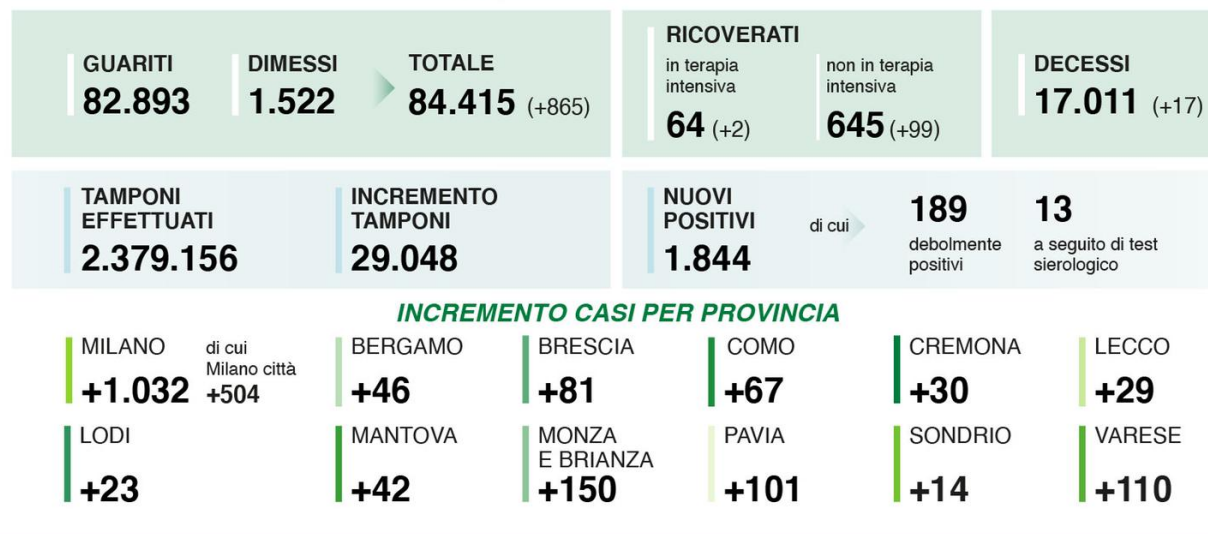 GUARITI
82.893
DIMESSI
1.522
TOTALE
84.415 (+865)
RICOVERATI
in terapia
intensiva
64 (+2)
non in terapia
intensiva
645 (+99)
DECESSI
17.011 (+17)
TAMPONI
EFFETTUATI
2.379.156
INCREMENTO
TAMPONI
29.048
NUOVI
POSITIVI
1.844
di cui
189
debolmente
positivi
13
a seguito di test
sierologico
INCREMENTO CASI PER PROVINCIA
MILANO
+1.032
di cui
Milano città
+504
BERGAMO
+46
BRESCIA
+81
COMO
+67
CREMONA
+30
LECCO
+29
LODI
+23
MANTOVA
+42
MONZA
E BRIANZA
+150
PAVIA
+101
SONDRIO
+14
VARESE
+110